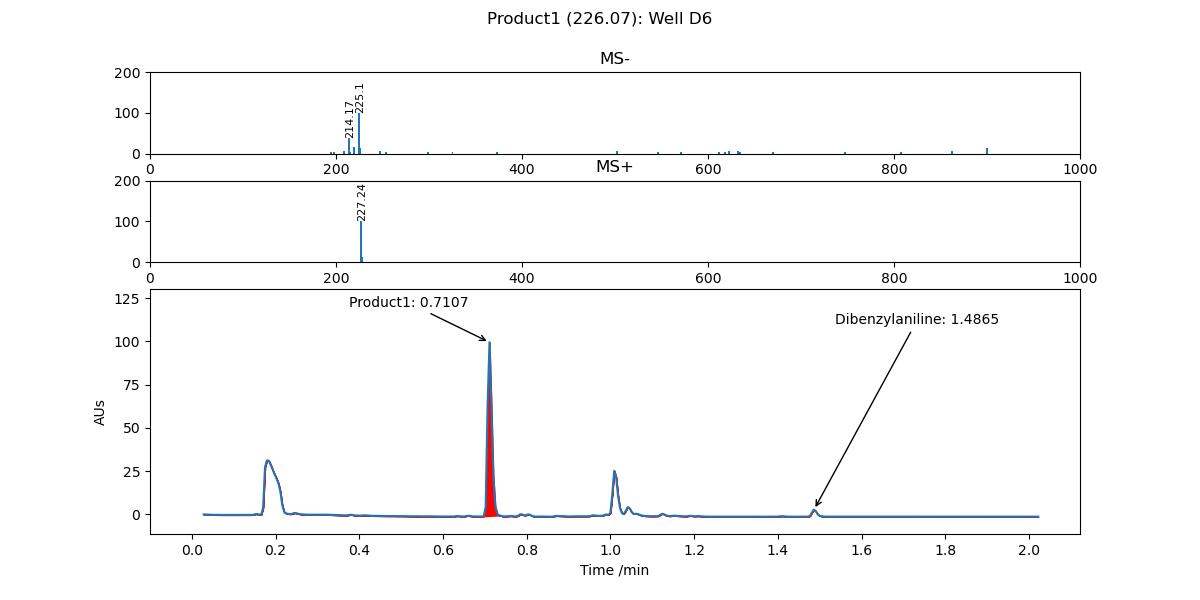 Product1 (226.07): Well D6
MS-
200
100
0
214.17
225.1
0 200 400 600 800 1000
MS+
200
100
0
227.24
0 200 400 600 800 1000
125
100
75
50
25
0
AUs
Product1: 0.7107
Dibenzylaniline: 1.4865
0.0 0.2 0.4 0.6 0.8 1.0 1.2 1.4 1.6 1.8 2.0
Time /min